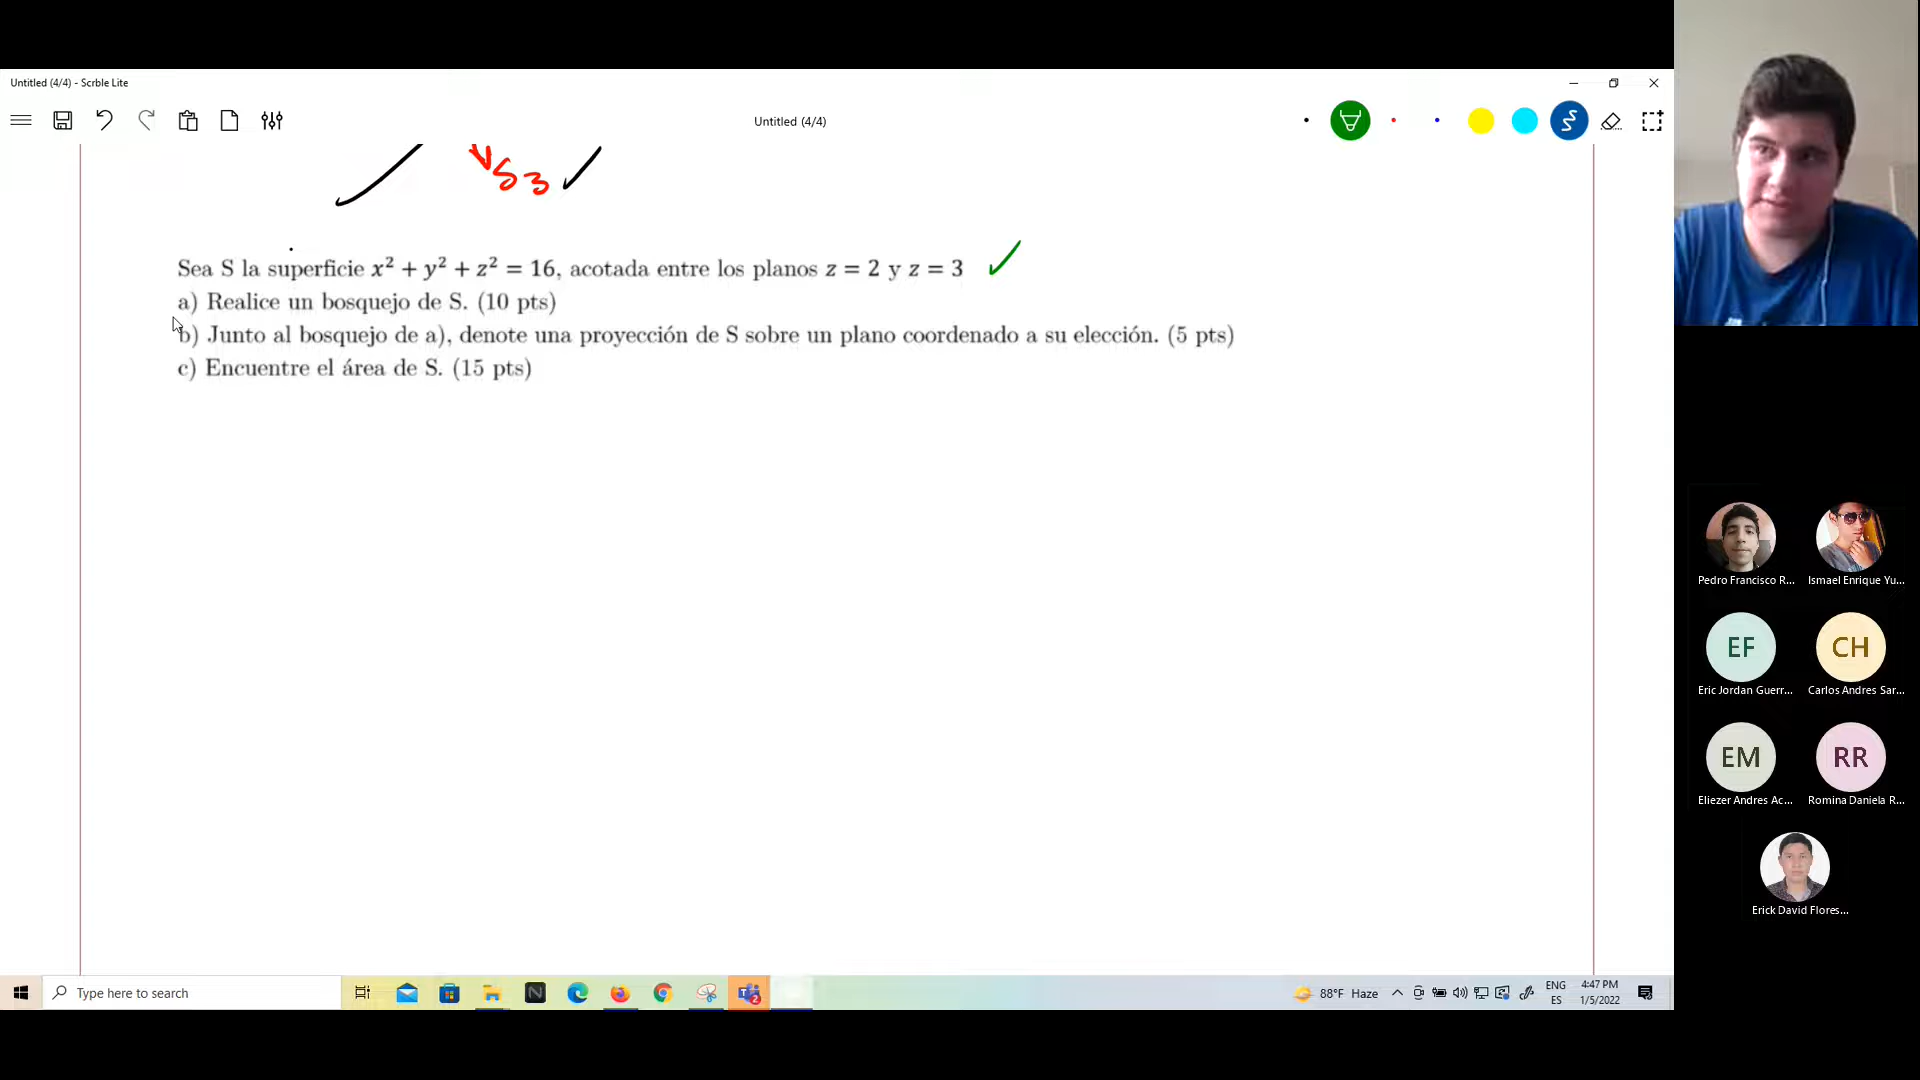 Untitled (4/4) - Scrble Lite
Untitled (4/4)
S 3
Sea S la superficie x² + y² + z² = 16, acotada entre los planos z = 2 y z = 3
a) Realice un bosquejo de S. (10 pts)
b) Junto al bosquejo de a), denote una proyección de S sobre un plano coordenado a su elección. (5 pts)
c) Encuentre el área de S. (15 pts)
Pedro Francisco R...
Ismael Enrique Yu...
EF
CH
Eric Jordan Guerr...
Carlos Andres Sar...
EM
RR
Eliezer Andres Ac...
Romina Daniela R...
Erick David Flores...
Type here to search
88°F Haze
ENG
ES
4:47 PM
1/5/2022